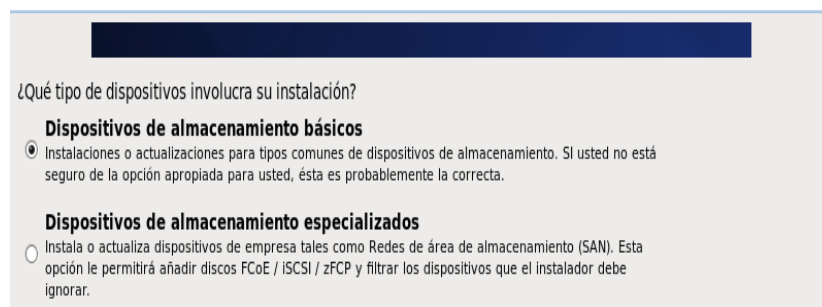 ¿Qué tipo de dispositivos involucra su instalación?
Dispositivos de almacenamiento básicos
Instalaciones o actualizaciones para tipos comunes de dispositivos de almacenamiento. SI usted no está
seguro de la opción apropiada para usted, ésta es probablemente la correcta.
Dispositivos de almacenamiento especializados
Instala o actualiza dispositivos de empresa tales como Redes de área de almacenamiento (SAN). Esta
opción le permitirá añadir discos FCoE / iSCSI / zFCP y filtrar los dispositivos que el instalador debe
ignorar.